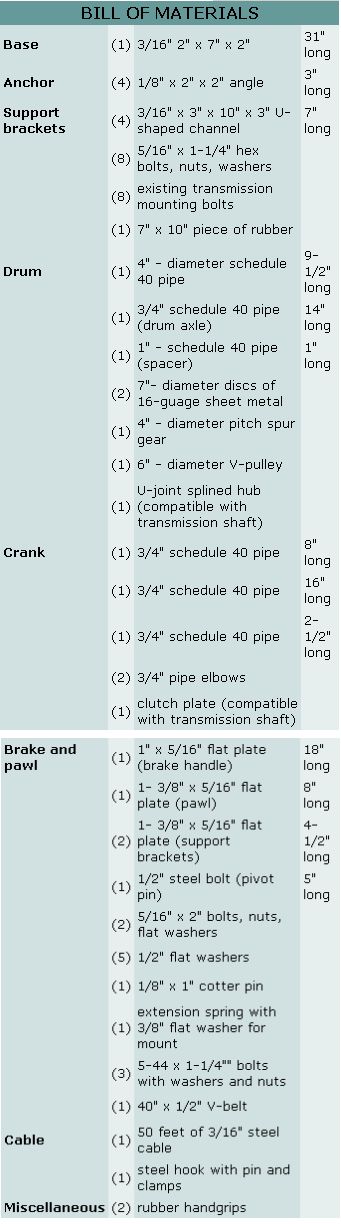 BILL OF MATERIALS
Base (1) 3/16" 2" x 7" x 2" 31" long
Anchor (4) 1/8" x 2" x 2" angle 3" long
Support brackets (4) 3/16" x 3" x 10" x 3" U-shaped channel 7" long
(8) 5/16" x 1-1/4" hex bolts, nuts, washers
(8) existing transmission mounting bolts
(1) 7" x 10" piece of rubber
Drum (1) 4" - diameter schedule 40 pipe 9-1/2" long
(1) 3/4" schedule 40 pipe (drum axle) 14" long
(1) 1" - schedule 40 pipe (spacer) 1" long
(2) 7"- diameter discs of 16-guage sheet metal
(1) 4" - diameter pitch spur gear
(1) 6" - diameter V-pulley
(1) U-joint splined hub (compatible with transmission shaft)
Crank (1) 3/4" schedule 40 pipe 8" long
(1) 3/4" schedule 40 pipe 16" long
(1) 3/4" schedule 40 pipe 2-1/2" long
(2) 3/4" pipe elbows
(1) clutch plate (compatible with transmission shaft)
Brake and pawl (1) 1" x 5/16" flat plate (brake handle) 18" long
(1) 1- 3/8" x 5/16" flat plate (pawl) 8" long
(2) 1- 3/8" x 5/16" flat plate (support brackets) 4-1/2" long
(1) 1/2" steel bolt (pivot pin) 5" long
(2) 5/16" x 2" bolts, nuts, flat washers
(5) 1/2" flat washers
(1) 1/8" x 1" cotter pin
(1) extension spring with 3/8" flat washer for mount
(3) 5-44 x 1-1/4"" bolts with washers and nuts
(1) 40" x 1/2" V-belt
Cable (1) 50 feet of 3/16" steel cable
(1) steel hook with pin and clamps
Miscellaneous (2) rubber handgrips